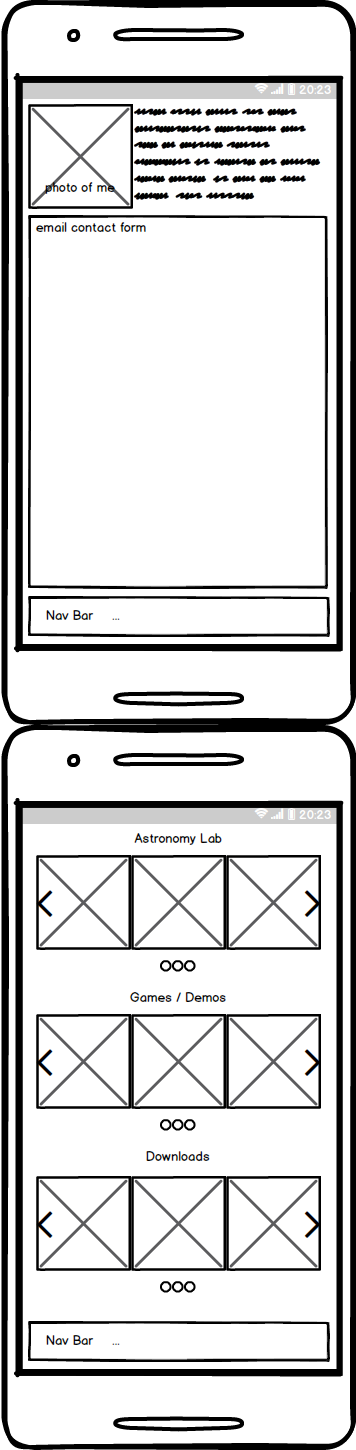 20:23
photo of me
email contact form
Nav Bar ...
20:23
Astronomy Lab
Games / Demos
Downloads
Nav Bar ...